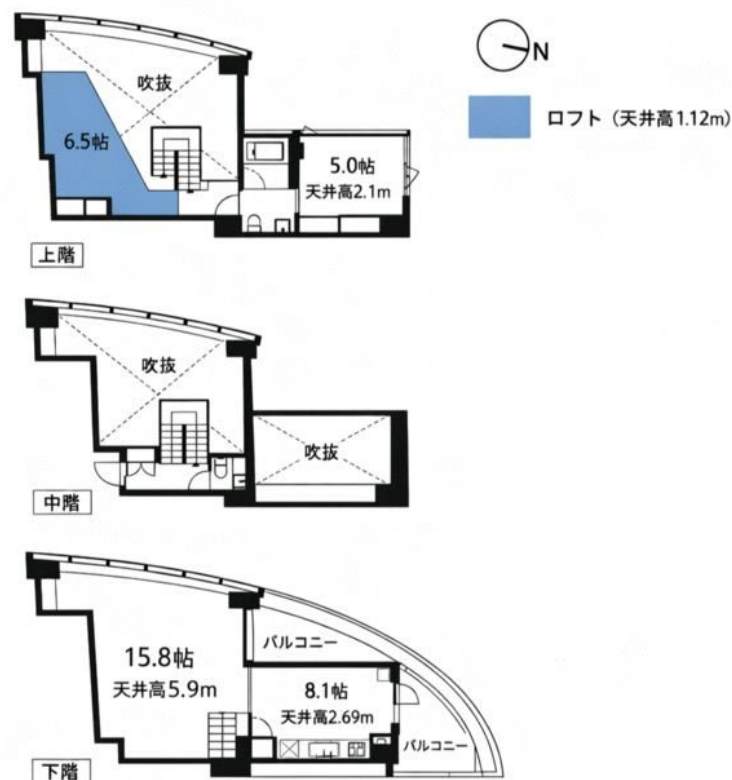 吹抜
6.5帖
5.0帖
天井高2.1m
上階
N
ロフト（天井高1.12m）
吹抜
吹抜
中階
バルコニー
15.8帖
天井高5.9m
8.1帖
天井高2.69m
バルコニー
下階